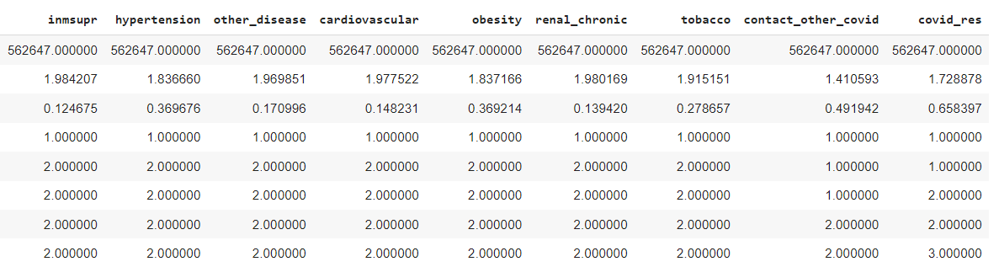 inmsupr hypertension other_disease cardiovascular obesity renal_chronic tobacco contact_other_covid covid_res
562647.000000 562647.000000 562647.000000 562647.000000 562647.000000 562647.000000 562647.000000 562647.000000 562647.000000
1.984207 1.836660 1.969851 1.977522 1.837166 1.980169 1.915151 1.410593 1.728878
0.124675 0.369676 0.170996 0.148231 0.369214 0.139420 0.278657 0.491942 0.658397
1.000000 1.000000 1.000000 1.000000 1.000000 1.000000 1.000000 1.000000 1.000000
2.000000 2.000000 2.000000 2.000000 2.000000 2.000000 2.000000 1.000000 1.000000
2.000000 2.000000 2.000000 2.000000 2.000000 2.000000 2.000000 1.000000 2.000000
2.000000 2.000000 2.000000 2.000000 2.000000 2.000000 2.000000 2.000000 2.000000
2.000000 2.000000 2.000000 2.000000 2.000000 2.000000 2.000000 2.000000 3.000000